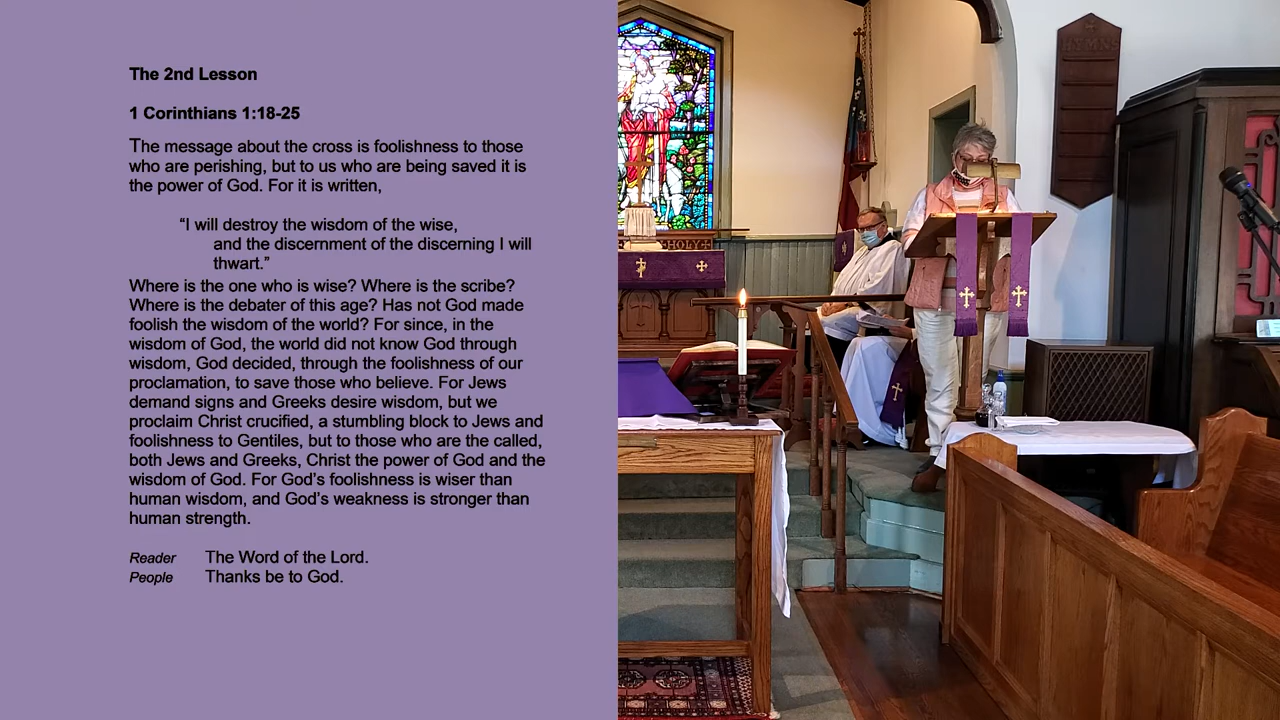 The 2nd Lesson
1 Corinthians 1:18-25
The message about the cross is foolishness to those
who are perishing, but to us who are being saved it is
the power of God. For it is written,
“I will destroy the wisdom of the wise,
and the discernment of the discerning I will
thwart.”
Where is the one who is wise? Where is the scribe?
Where is the debater of this age? Has not God made
foolish the wisdom of the world? For since, in the
wisdom of God, the world did not know God through
wisdom, God decided, through the foolishness of our
proclamation, to save those who believe. For Jews
demand signs and Greeks desire wisdom, but we
proclaim Christ crucified, a stumbling block to Jews and
foolishness to Gentiles, but to those who are the called,
both Jews and Greeks, Christ the power of God and the
wisdom of God. For God’s foolishness is wiser than
human wisdom, and God’s weakness is stronger than
human strength.
Reader The Word of the Lord.
People Thanks be to God.
HYMNS
HOLY